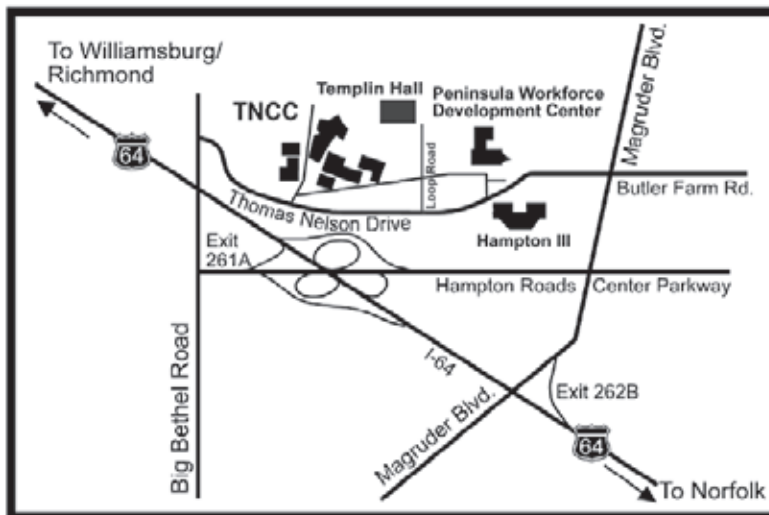 To Williamsburg/
Richmond
64
TNCC
Templin Hall
Peninsula Workforce
Development Center
Magruder Blvd.
Loop Road
Butler Farm Rd.
Thomas Nelson Drive
Hampton III
Exit
261A
Hampton Roads Center Parkway
Big Bethel Road
I-64
Exit 262B
Magruder Blvd.
64
To Norfolk